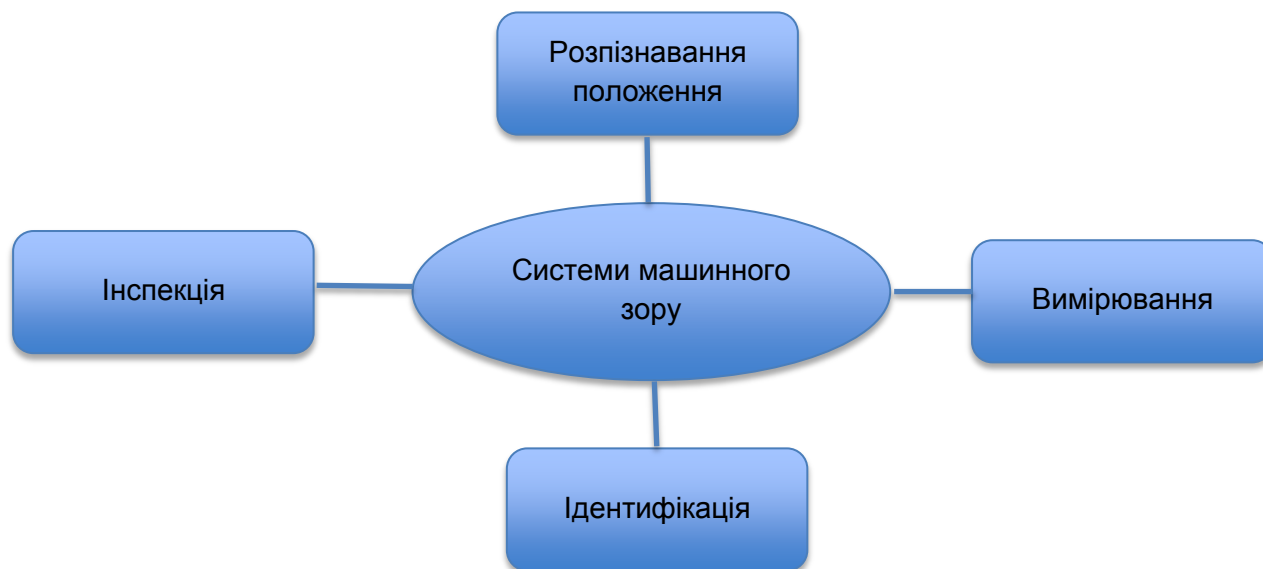 Розпізнавання
положення
Інспекція
Системи машинного
зору
Вимірювання
Ідентифікація